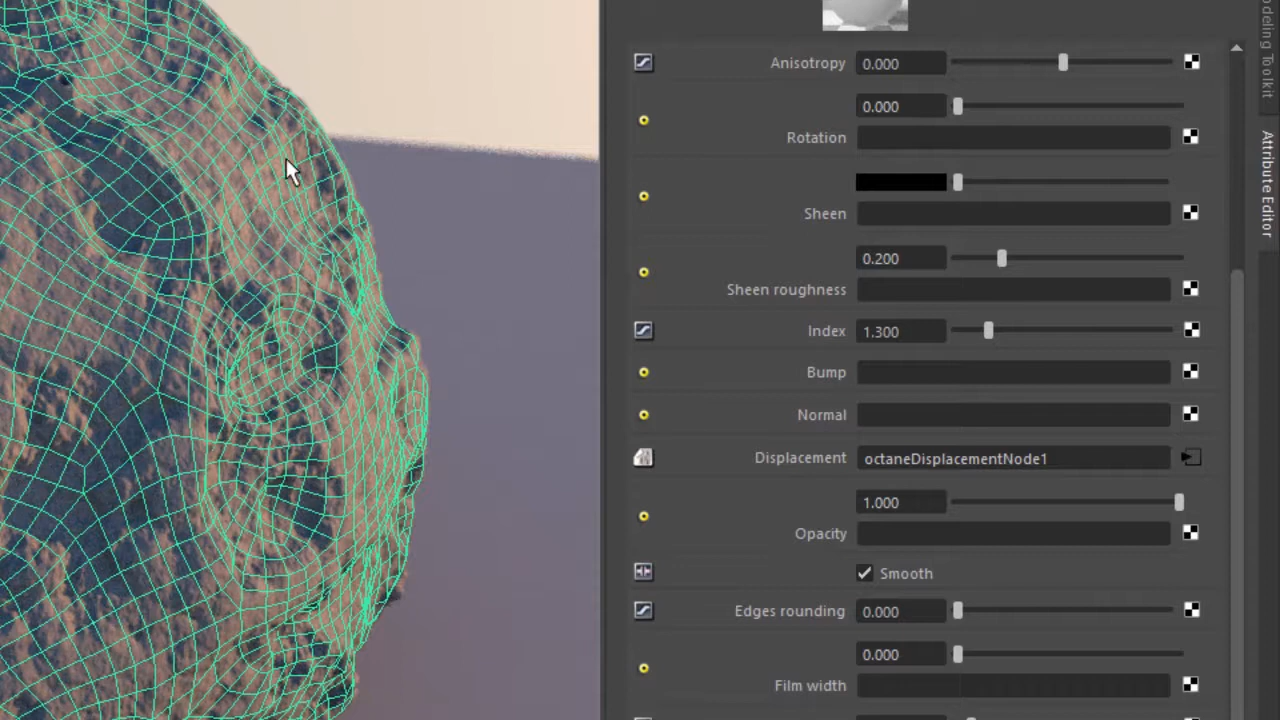 Anisotropy 0.000
0.000
Rotation
Sheen
0.200
Sheen roughness
Index 1.300
Bump
Normal
Displacement octaneDisplacementNode1
1.000
Opacity
Smooth
Edges rounding 0.000
0.000
Film width
Toolkit
Attribute Editor